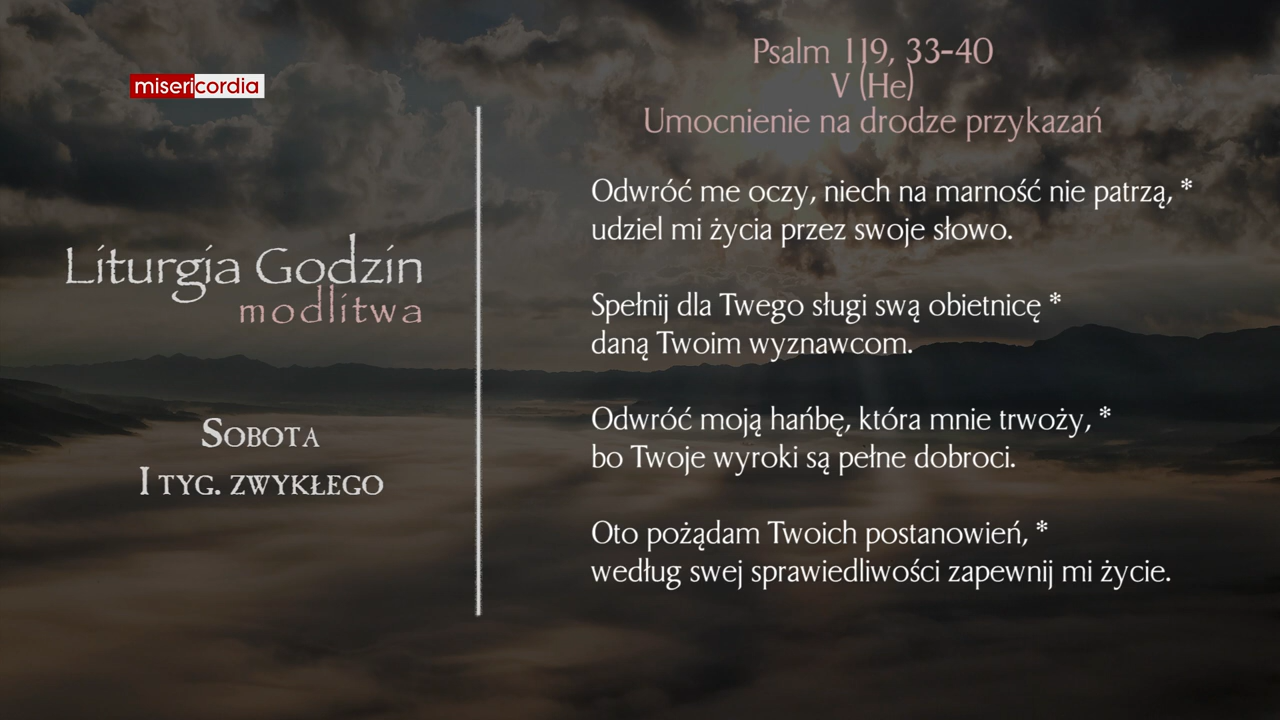 misericordia
Liturgia Godzin
modlitwa
Sobota
I tyg. zwykłego
Psalm 119, 33-40
V (He)
Umocnienie na drodze przykazań
Odwróć me oczy, niech na marność nie patrzą, *
udziel mi życia przez swoje słowo.
Spełnij dla Twego sługi swą obietnicę *
daną Twoim wyznawcom.
Odwróć moją hańbę, która mnie trwoży, *
bo Twoje wyroki są pełne dobroci.
Oto pożądam Twoich postanowień, *
według swej sprawiedliwości zapewnij mi życie.